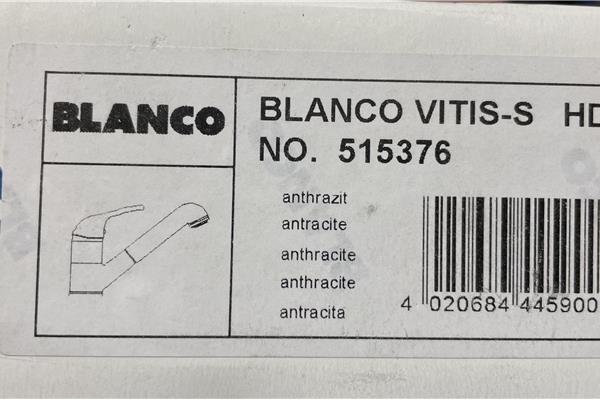 BLANCO
BLANCO VITIS-S HD
NO. 515376
anthrazit
antracite
anthracite
anthracite
antracita
4 020684 445900